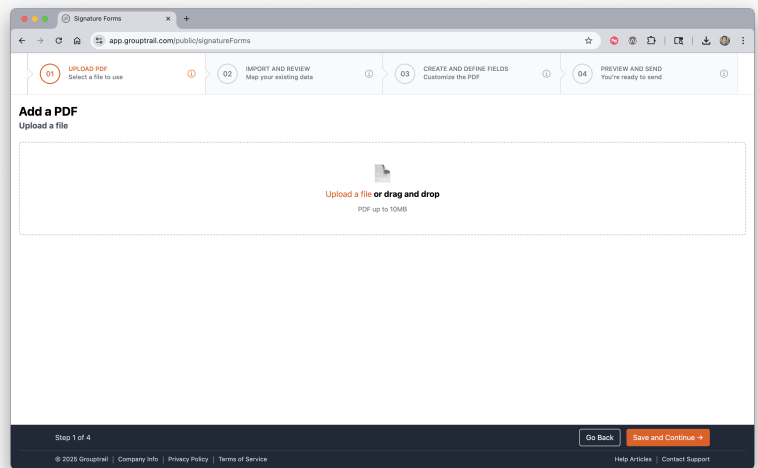 Signature Forms
app.grouptrail.com/public/signatureForms
01
UPLOAD PDF
Select a file to use
02
IMPORT AND REVIEW
Map your existing data
03
CREATE AND DEFINE FIELDS
Customize the PDF
04
PREVIEW AND SEND
You're ready to send
Add a PDF
Upload a file
Upload a file or drag and drop
PDF up to 10MB
Step 1 of 4
Go Back
Save and Continue →
© 2025 Grouptrail | Company Info | Privacy Policy | Terms of Service
Help Articles | Contact Support